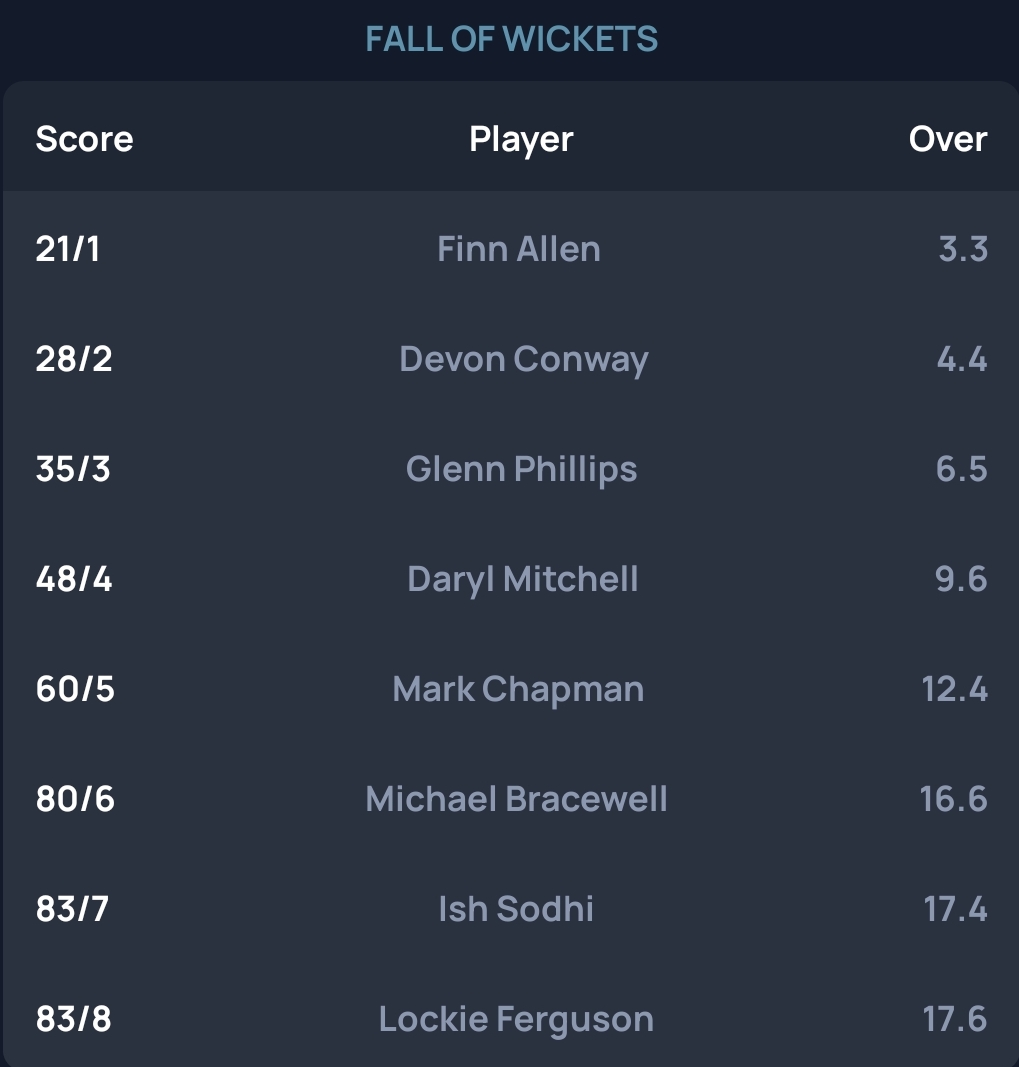 FALL OF WICKETS
Score Player Over
21/1 Finn Allen 3.3
28/2 Devon Conway 4.4
35/3 Glenn Phillips 6.5
48/4 Daryl Mitchell 9.6
60/5 Mark Chapman 12.4
80/6 Michael Bracewell 16.6
83/7 Ish Sodhi 17.4
83/8 Lockie Ferguson 17.6